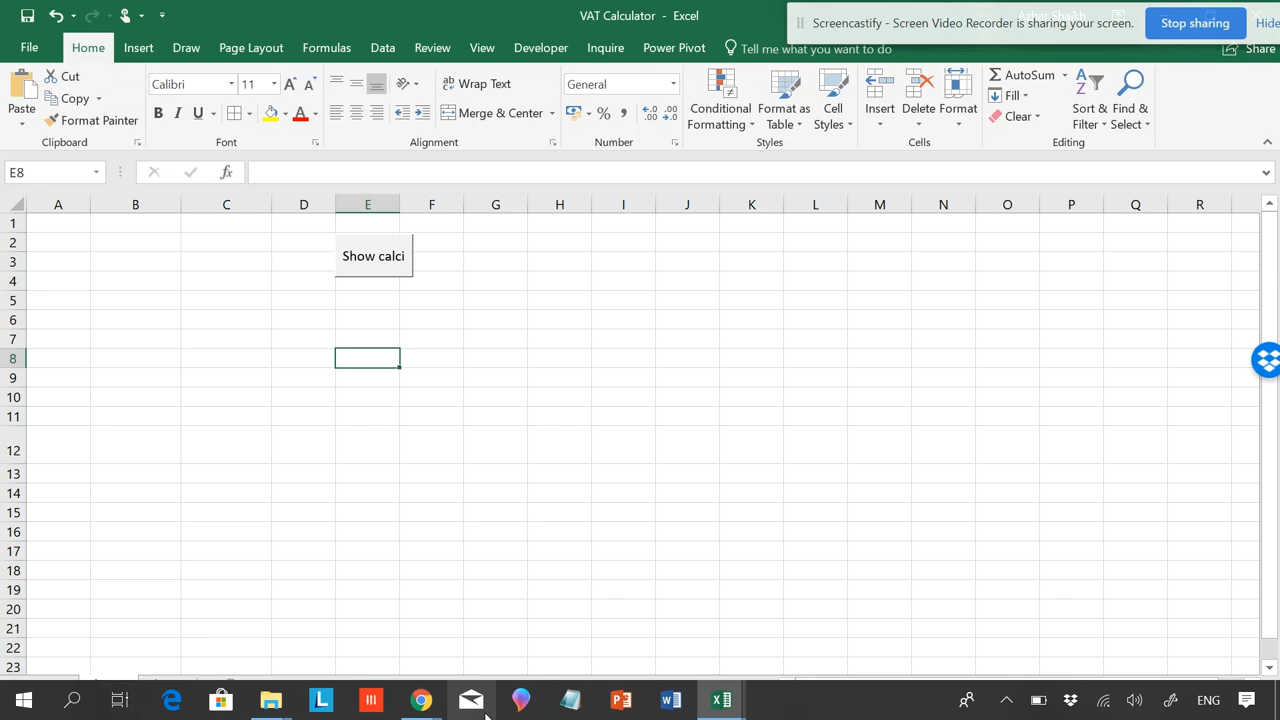 VAT Calculator - Excel
Screencastify - Screen Video Recorder is sharing your screen.
Stop sharing
Hide
File Home Insert Draw Page Layout Formulas Data Review View Developer Inquire Power Pivot Tell me what you want to do Share
Paste
Cut
Copy
Format Painter
Clipboard
Calibri 11
B I U
Font
Wrap Text
Merge & Center
Alignment
General
Number
Conditional Formatting
Format as Table
Cell Styles
Styles
Insert
Delete
Format
Cells
AutoSum
Fill
Clear
Sort & Filter
Find & Select
Editing
E8
fx
A B C D E F G H I J K L M N O P Q R
1
2
3
Show calci
4
5
6
7
8
9
10
11
12
13
14
15
16
17
18
19
20
21
22
23
ENG